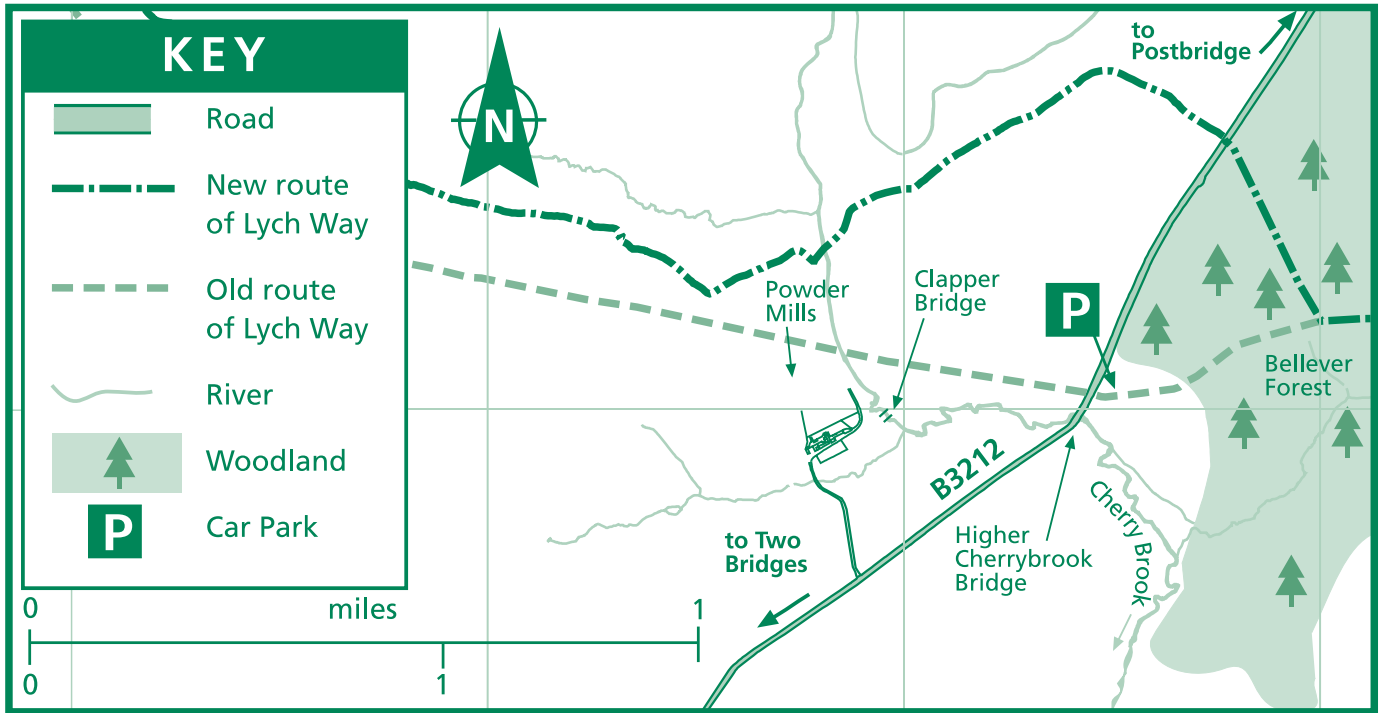 KEY
Road
New route
of Lych Way
Old route
of Lych Way
River
Woodland
P
Car Park
0
miles
1
0
1
N
to
Postbridge
Powder
Mills
Clapper
Bridge
P
Bellever
Forest
B3212
Cherry Brook
Higher
Cherrybrook
Bridge
to Two
Bridges